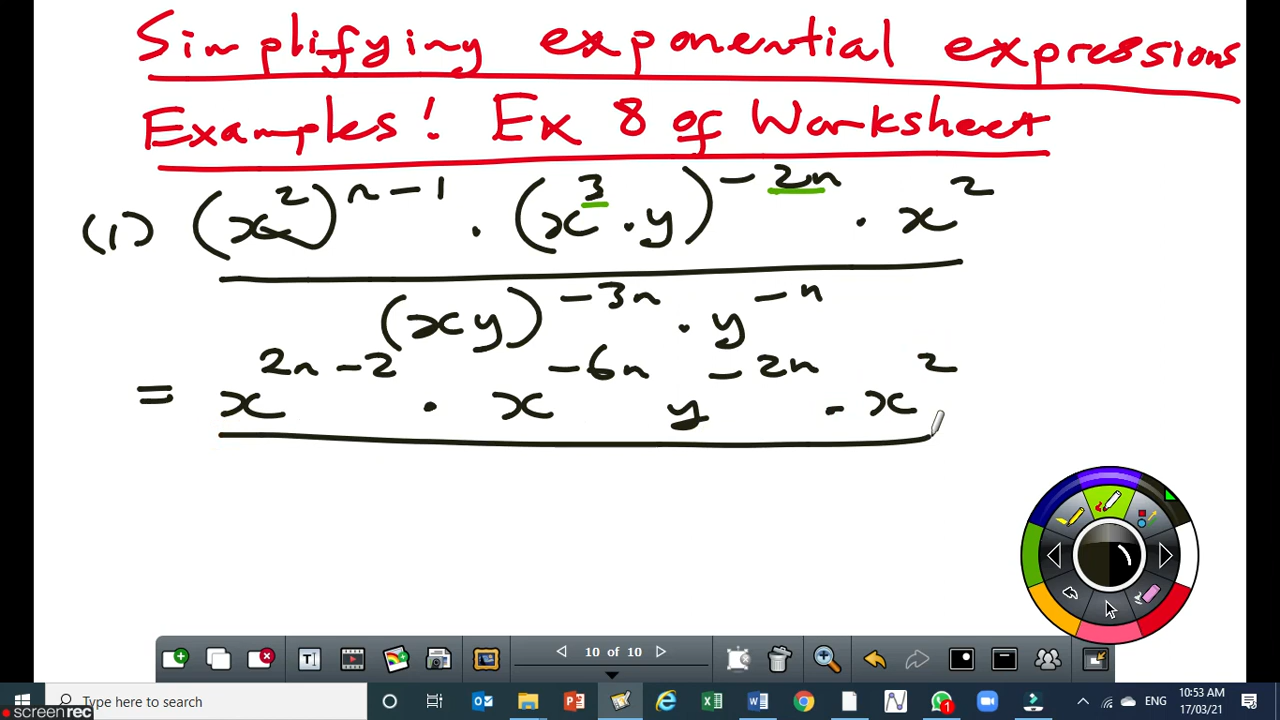 Simplifying exponential expressions
Examples! Ex 8 of Worksheet
(1) (x²)ⁿ⁻¹ · (x³·y)⁻²ⁿ · x²
(xy)⁻³ⁿ · y⁻ⁿ
= x²ⁿ⁻² · x⁻⁶ⁿ y⁻²ⁿ · x²
10 of 10
Type here to search
ENG
10:53 AM
17/03/21
screenrec
1